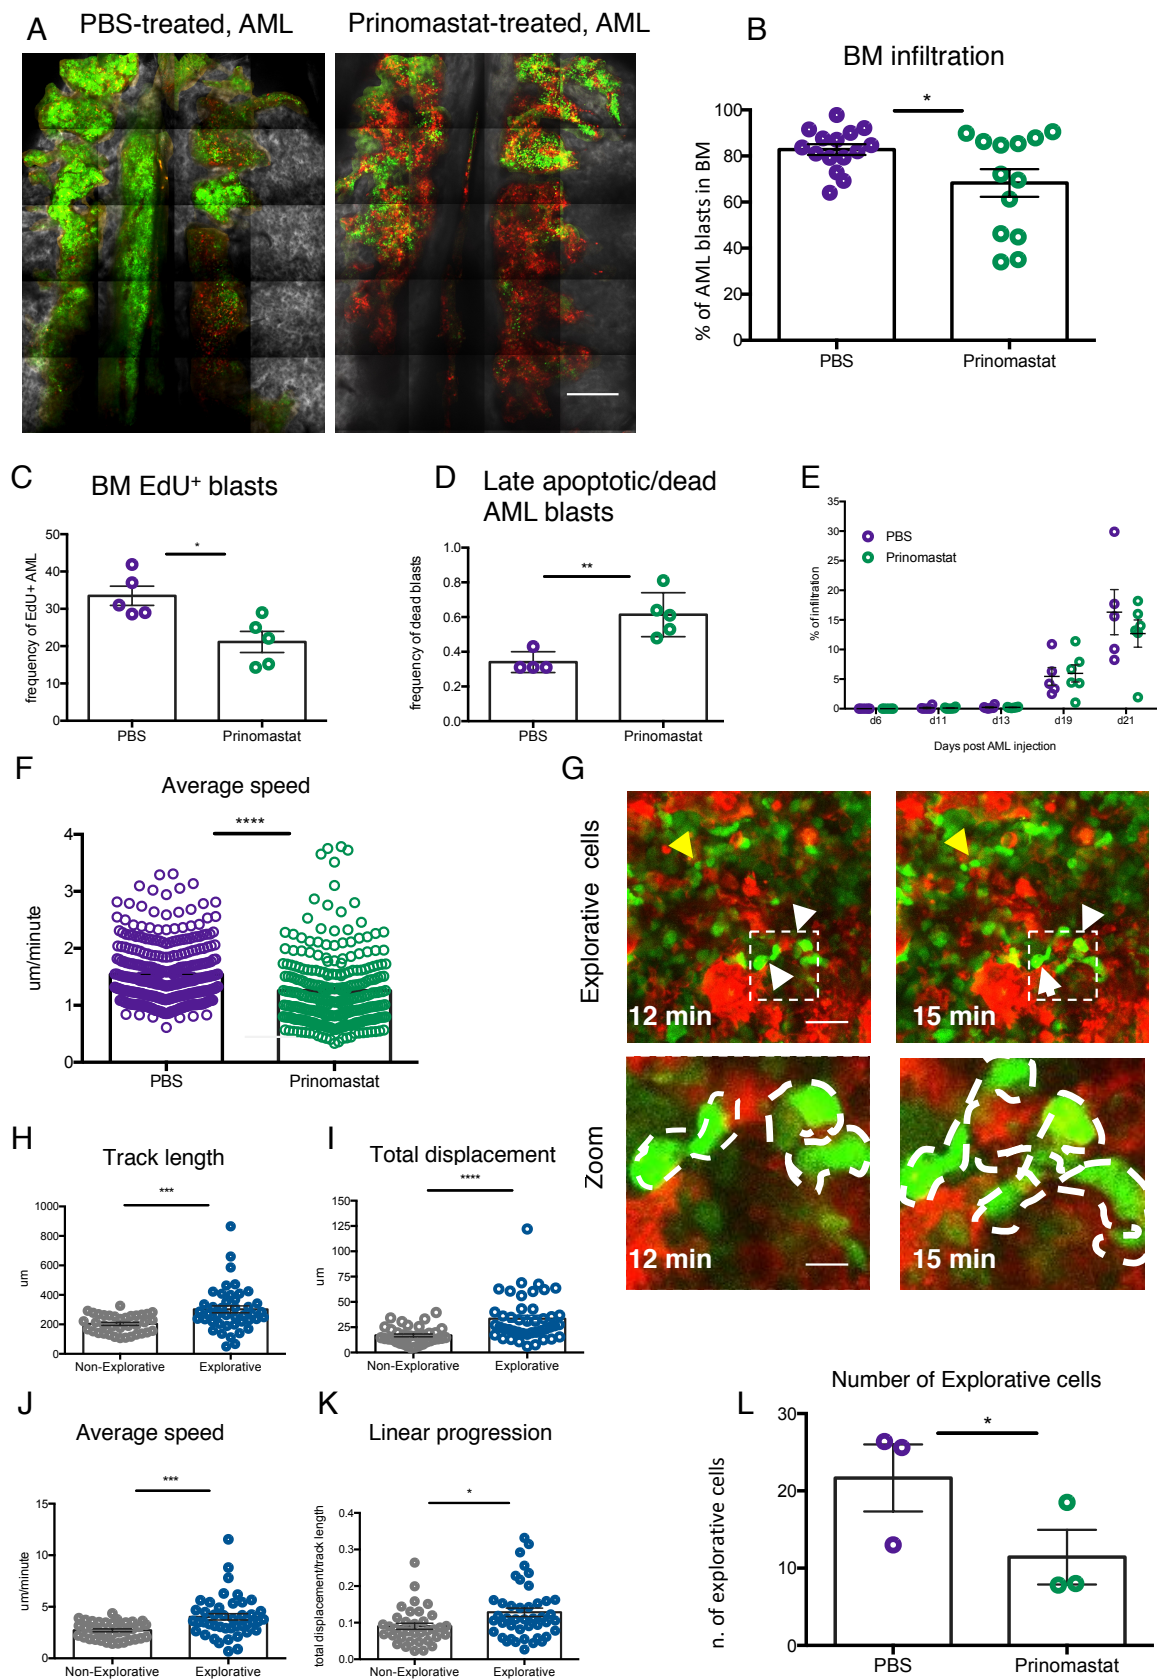 A
PBS-treated, AML
Prinomastat-treated, AML
B
BM infiltration
*
% of AML blasts in BM
100
80
60
40
20
0
PBS
Prinomastat
C
BM EdU⁺ blasts
*
frequency of EdU+ AML
50
40
30
20
10
0
PBS
Prinomastat
D
Late apoptotic/dead
AML blasts
**
frequency of dead blasts
1.0
0.8
0.6
0.4
0.2
0.0
PBS
Prinomastat
E
% of infiltration
35
30
25
20
15
10
5
0
PBS
Prinomastat
d6
d11
d13
d19
d21
Days post AML injection
F
Average speed
****
um/minute
4
3
2
1
0
PBS
Prinomastat
G
Explorative cells
12 min
15 min
Zoom
12 min
15 min
H
Track length
***
um
1000
800
600
400
200
0
Non-Explorative
Explorative
I
Total displacement
****
um
150
125
100
75
50
25
0
Non-Explorative
Explorative
J
Average speed
***
um/minute
15
10
5
0
Non-Explorative
Explorative
K
Linear progression
*
total displacement/track length
0.4
0.3
0.2
0.1
0.0
Non-Explorative
Explorative
L
Number of Explorative cells
*
n. of explorative cells
30
20
10
0
PBS
Prinomastat